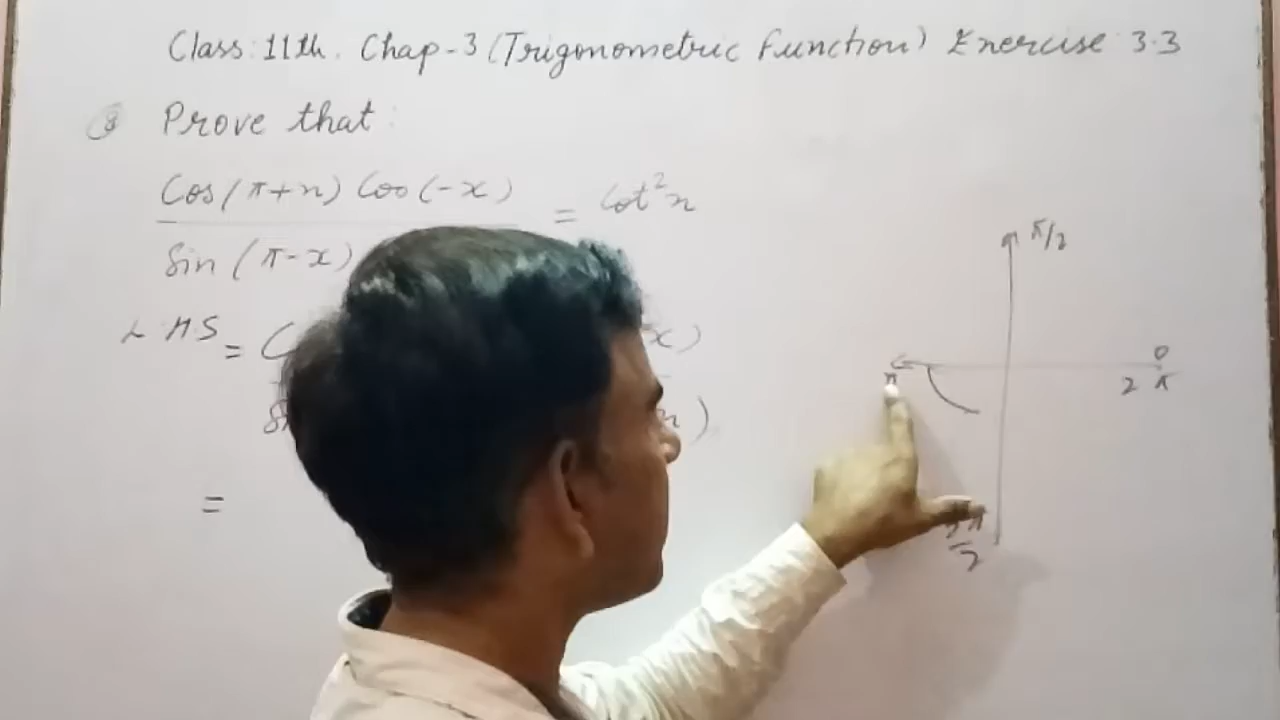 Class: 11th. Chap-3 (Trigonometric function) Exercise 3.3
8 Prove that:
Cos(π+x) Cos(-x)
= Cot²x
Sin (π-x)
π/2
L.H.S = C x)
π 0
2π
)
=
3π
2